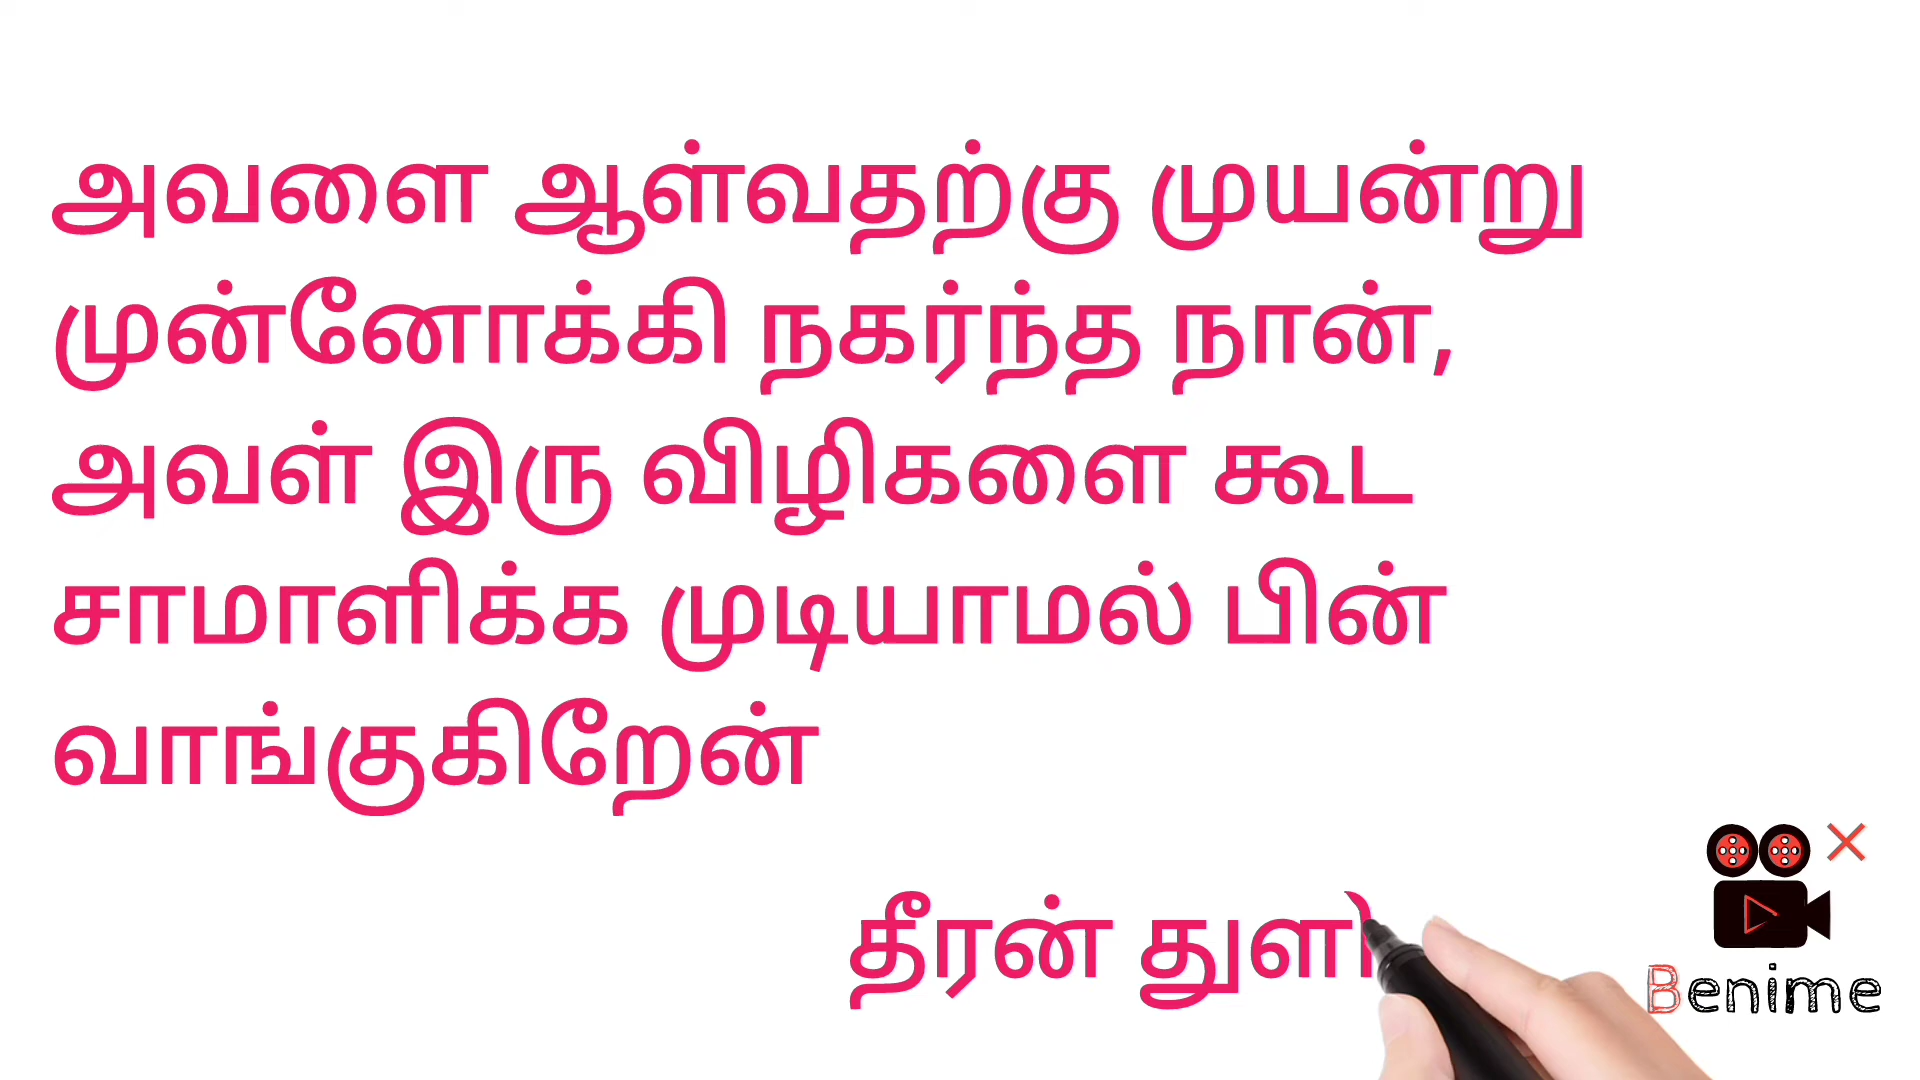 அவளை ஆள்வதற்கு முயன்று
முன்னோக்கி நகர்ந்த நான்,
அவள் இரு விழிகளை கூட
சாமாளிக்க முடியாமல் பின்
வாங்குகிறேன்
தீரன்
Benime